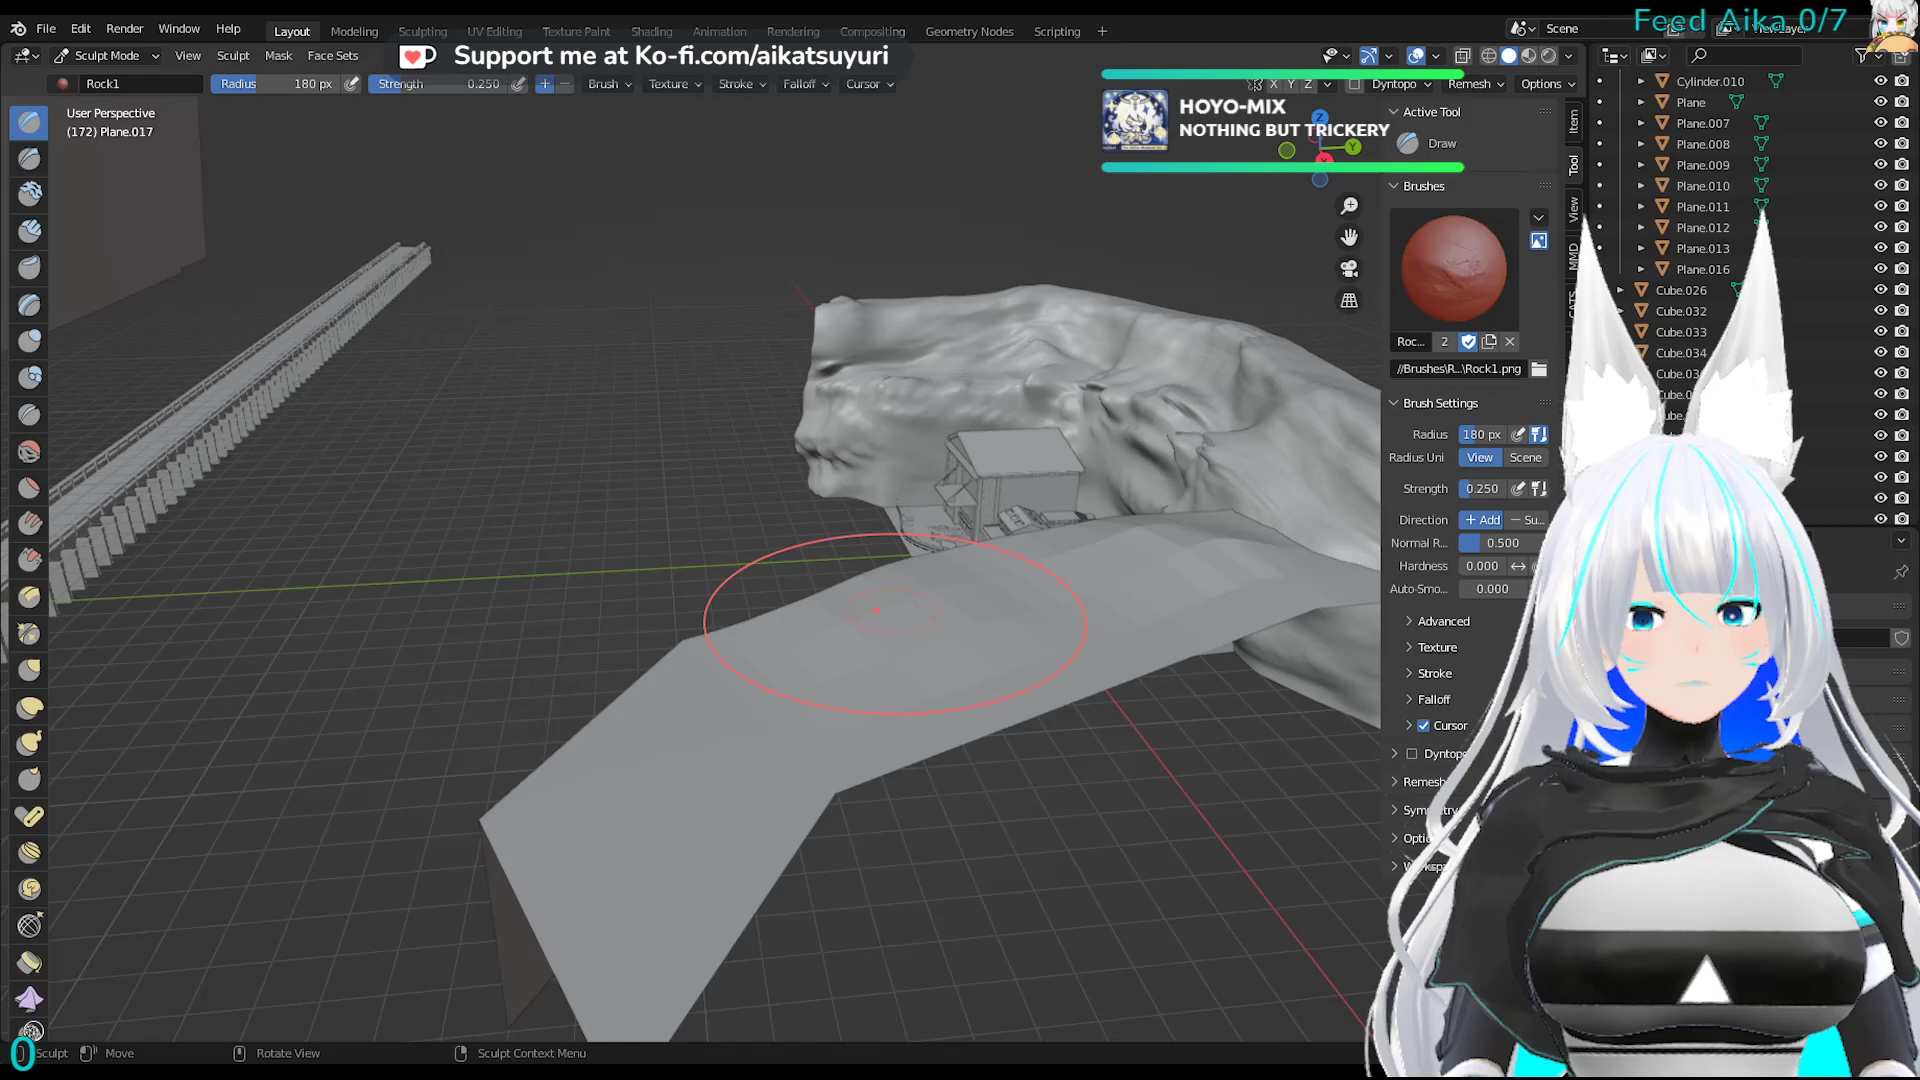 File Edit Render Window Help Layout Modeling Sculpting UV Editing Texture Paint Shading Animation Rendering Compositing Geometry Nodes Scripting + Scene
Feed Aika 0/7
Sculpt Mode View Sculpt Mask Face Sets
Support me at Ko-fi.com/aikatsuyuri
Rock1 Radius 180 px Strength 0.250 + − Brush Texture Stroke Falloff Cursor X Y Z Dyntopo Remesh Options
User Perspective
(172) Plane.017
HOYO-MIX
NOTHING BUT TRICKERY
Z
Y
X
Active Tool
Draw
Brushes
Roc... 2
//Brushes\R...\Rock1.png
Brush Settings
Radius 180 px
Radius Uni View Scene
Strength 0.250
Direction + Add − Su...
Normal R... 0.500
Hardness 0.000
Auto-Smo... 0.000
Advanced
Texture
Stroke
Falloff
Cursor
Dyntopo
Remesh
Item
Tool
View
MMD
CATS
Cylinder.010
Plane
Plane.007
Plane.008
Plane.009
Plane.010
Plane.011
Plane.012
Plane.013
Plane.016
Cube.026
Cube.032
Cube.033
Cube.034
0
Sculpt Move Rotate View Sculpt Context Menu